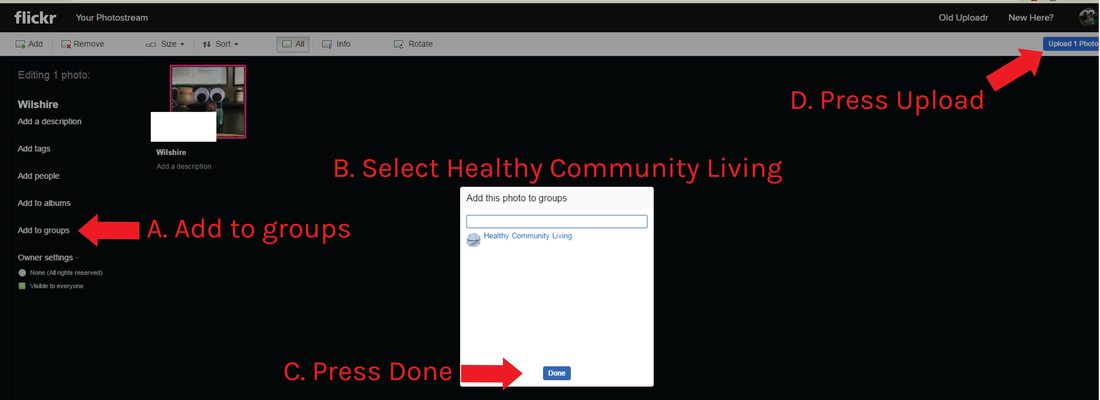 flickr Your Photostream Old Uploadr New Here?
Add Remove Size Sort All Info Rotate Upload 1 Photo
Editing 1 photo:
Wilshire
Add a description
Add tags
Add people
Add to albums
Add to groups
Owner settings -
None (All rights reserved)
Visible to everyone
Wilshire
Add a description
A. Add to groups
B. Select Healthy Community Living
Add this photo to groups
Healthy Community Living
C. Press Done
Done
D. Press Upload